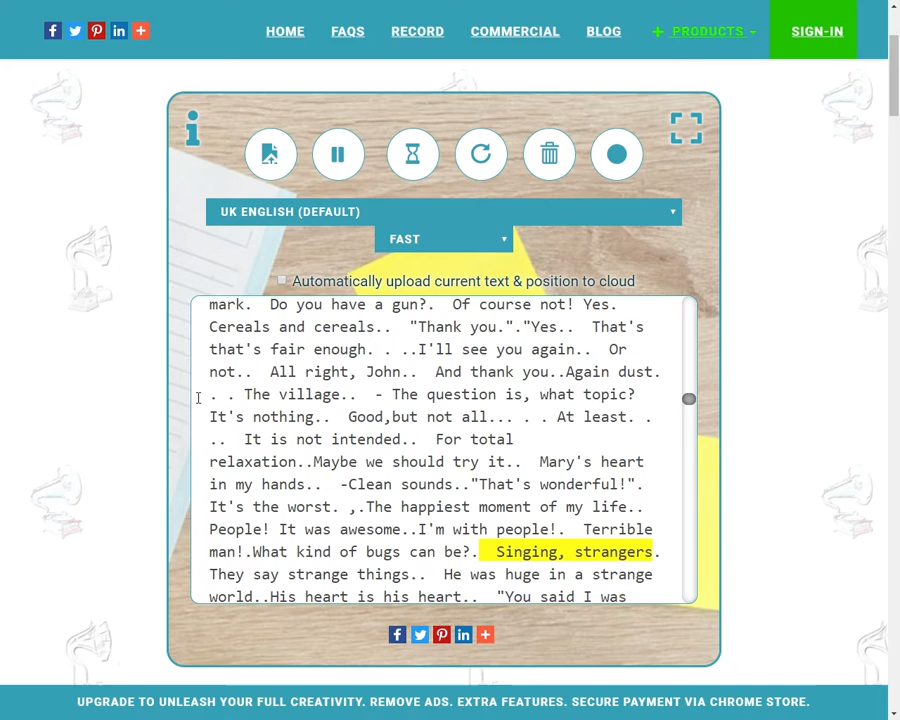 HOME FAQS RECORD COMMERCIAL BLOG + PRODUCTS SIGN-IN
UK ENGLISH (DEFAULT)
FAST
Automatically upload current text & position to cloud
mark.  Do you have a gun?.  Of course not! Yes.
Cereals and cereals..  "Thank you."."Yes..  That's
that's fair enough. . ..I'll see you again..  Or
not..  All right, John..  And thank you..Again dust.
. . The village..  - The question is, what topic?
It's nothing..  Good,but not all... . . At least. .
..  It is not intended..  For total
relaxation..Maybe we should try it..  Mary's heart
in my hands..  -Clean sounds.."That's wonderful!".
It's the worst. ,.The happiest moment of my life..
People! It was awesome..I'm with people!.  Terrible
man!.What kind of bugs can be?.  Singing, strangers.
They say strange things..  He was huge in a strange
world..His heart is his heart..  "You said I was
UPGRADE TO UNLEASH YOUR FULL CREATIVITY. REMOVE ADS. EXTRA FEATURES. SECURE PAYMENT VIA CHROME STORE.